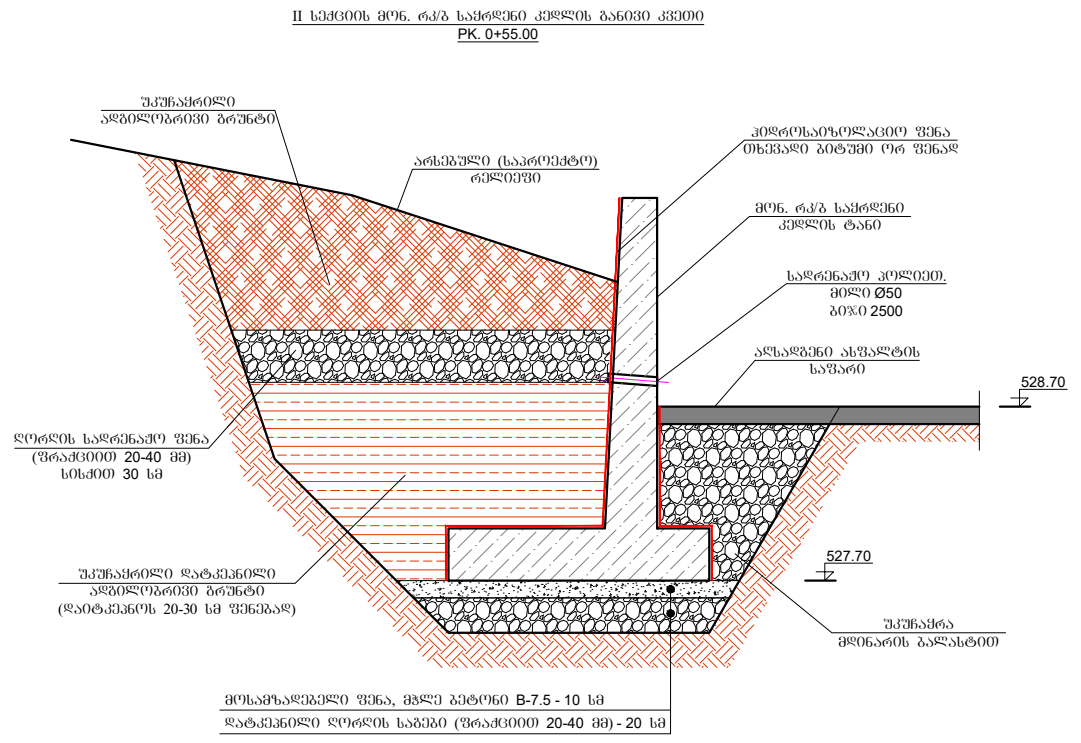 II სექციის მონ. რკ/ბ საყრდენი კედლის განივი კვეთი
PK. 0+55.00
უკუჩაყრილი
ადგილობრივი გრუნტი
არსებული (საპროექტო)
რელიეფი
ჰიდროსაიზოლაციო ფენა
თხევადი ბიტუმი ორ ფენად
მონ. რკ/ბ საყრდენი
კედლის ტანი
სადრენაჟო პოლიეთ.
მილი Ø50
ბიჯი 2500
აღსადგენი ასფალტის
საფარი
528.70
ღორღის სადრენაჟო ფენა
(ფრაქციით 20-40 მმ)
სისქით 30 სმ
527.70
უკუჩაყრილი დატკეპნილი
ადგილობრივი გრუნტი
(დაიტკეპნოს 20-30 სმ ფენებად)
უკუჩაყრა
მდინარის ბალასტით
მოსამზადებელი ფენა, მჭლე ბეტონი B-7.5 - 10 სმ
დატკეპნილი ღორღის საგები (ფრაქციით 20-40 მმ) - 20 სმ